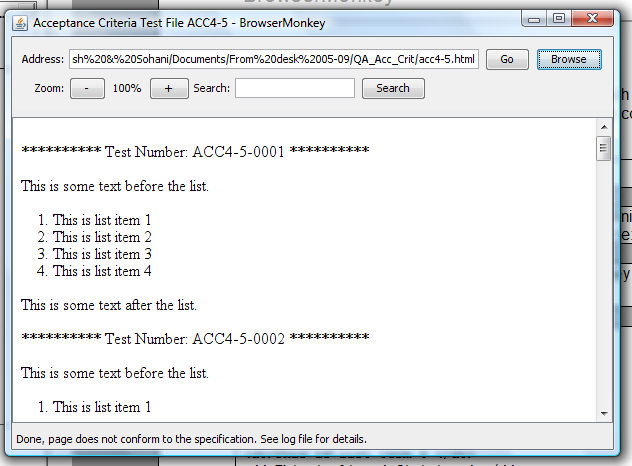 BrowserMonkey
Acceptance Criteria Test File ACC4-5 - BrowserMonkey
Address: sh%20&%20Sohani/Documents/From%20desk%2005-09/QA_Acc_Crit/acc4-5.html Go Browse
Zoom: - 100% + Search: Search
********** Test Number: ACC4-5-0001 **********
This is some text before the list.
1. This is list item 1
2. This is list item 2
3. This is list item 3
4. This is list item 4
This is some text after the list.
********** Test Number: ACC4-5-0002 **********
This is some text before the list.
1. This is list item 1
Done, page does not conform to the specification. See log file for details.